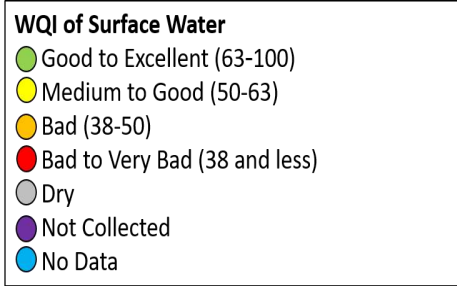 WQI of Surface Water
Good to Excellent (63-100)
Medium to Good (50-63)
Bad (38-50)
Bad to Very Bad (38 and less)
Dry
Not Collected
No Data